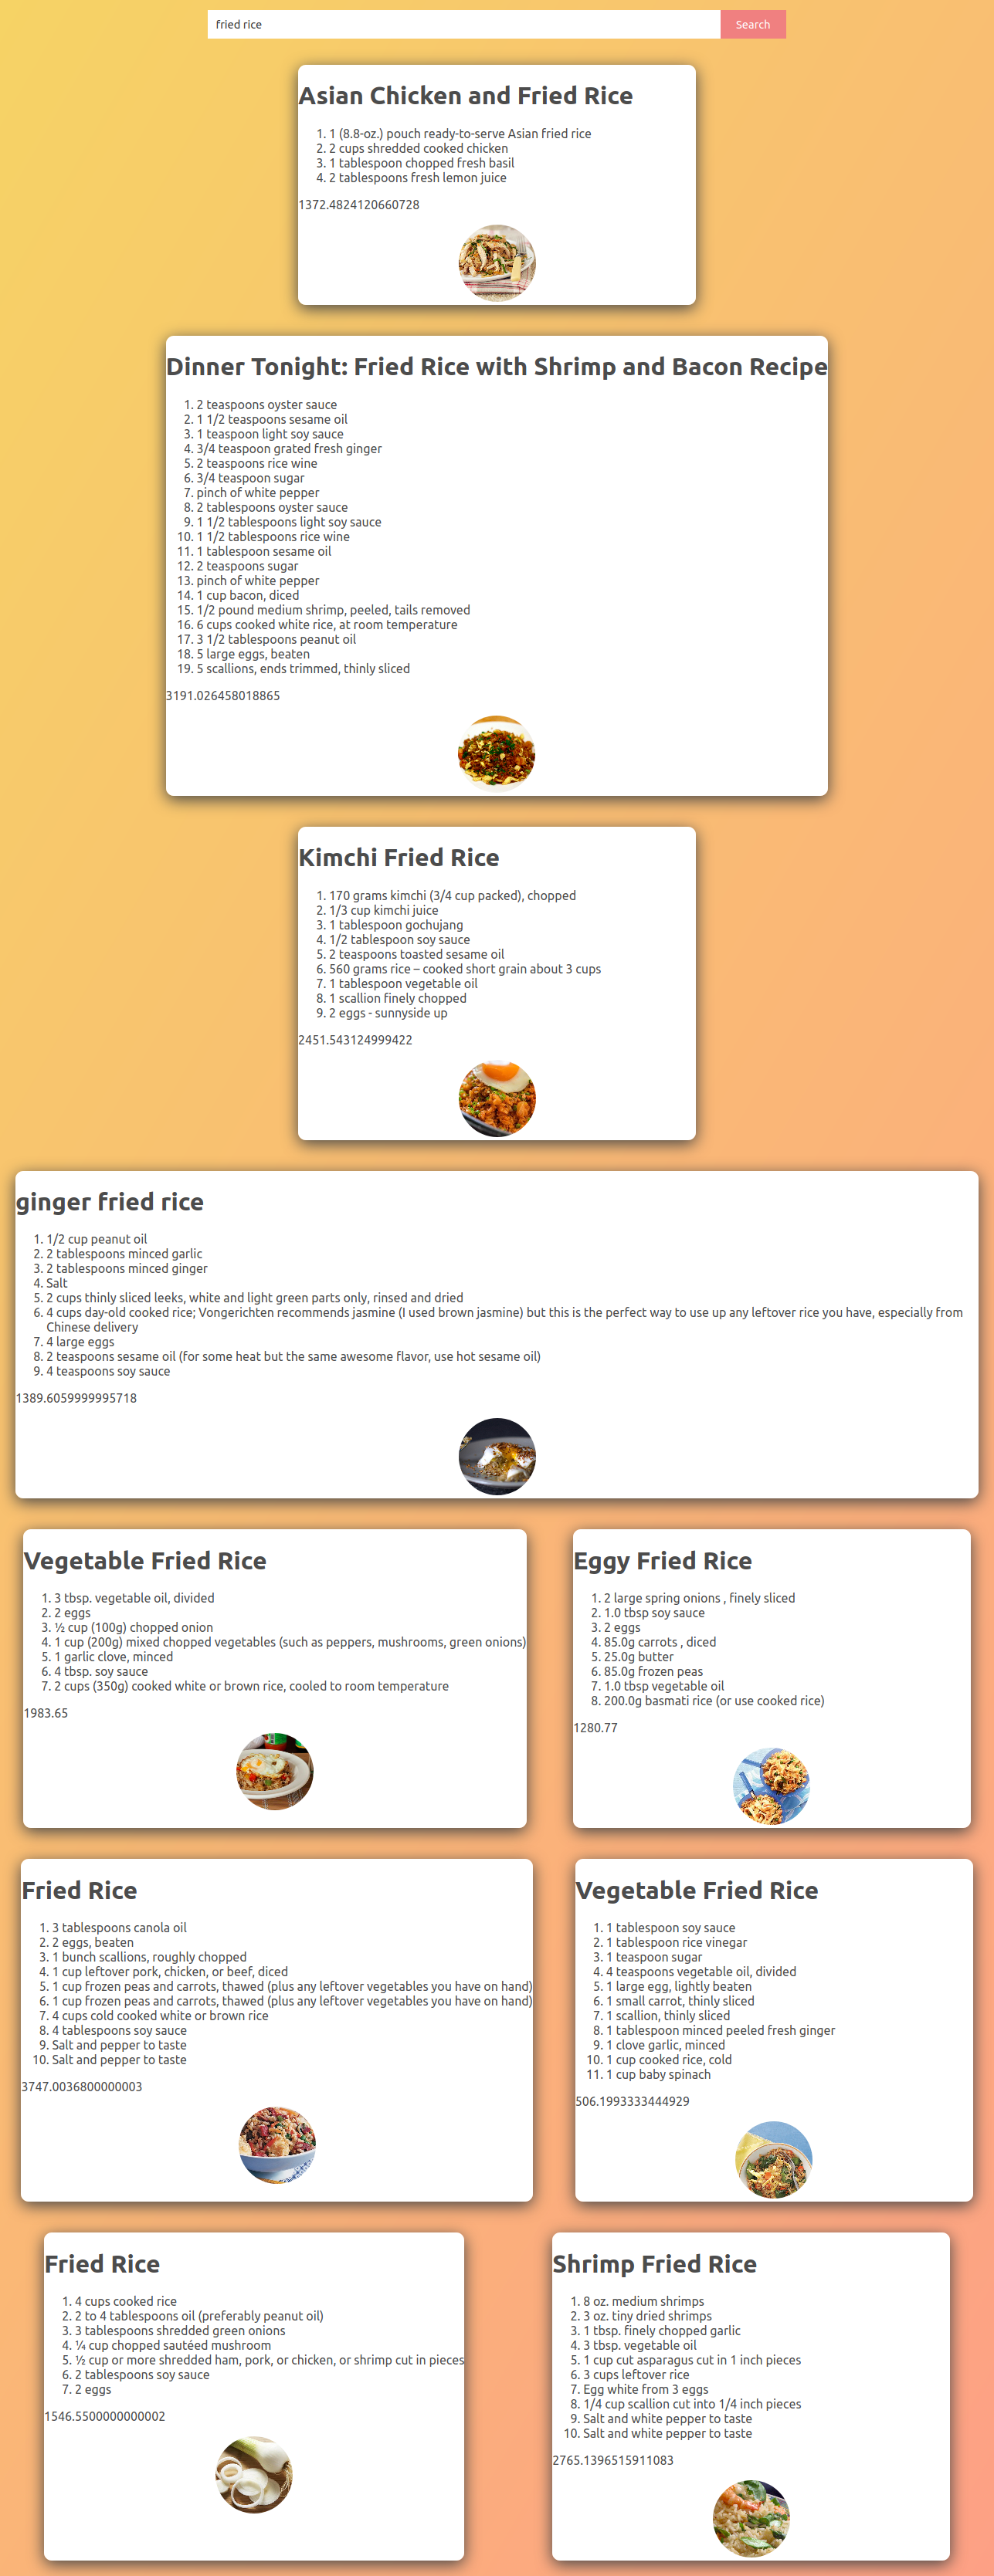 fried rice
Search
Asian Chicken and Fried Rice
1. 1 (8.8-oz.) pouch ready-to-serve Asian fried rice
2. 2 cups shredded cooked chicken
3. 1 tablespoon chopped fresh basil
4. 2 tablespoons fresh lemon juice
1372.4824120660728
Dinner Tonight: Fried Rice with Shrimp and Bacon Recipe
1. 2 teaspoons oyster sauce
2. 1 1/2 teaspoons sesame oil
3. 1 teaspoon light soy sauce
4. 3/4 teaspoon grated fresh ginger
5. 2 teaspoons rice wine
6. 3/4 teaspoon sugar
7. pinch of white pepper
8. 2 tablespoons oyster sauce
9. 1 1/2 tablespoons light soy sauce
10. 1 1/2 tablespoons rice wine
11. 1 tablespoon sesame oil
12. 2 teaspoons sugar
13. pinch of white pepper
14. 1 cup bacon, diced
15. 1/2 pound medium shrimp, peeled, tails removed
16. 6 cups cooked white rice, at room temperature
17. 3 1/2 tablespoons peanut oil
18. 5 large eggs, beaten
19. 5 scallions, ends trimmed, thinly sliced
3191.026458018865
Kimchi Fried Rice
1. 170 grams kimchi (3/4 cup packed), chopped
2. 1/3 cup kimchi juice
3. 1 tablespoon gochujang
4. 1/2 tablespoon soy sauce
5. 2 teaspoons toasted sesame oil
6. 560 grams rice – cooked short grain about 3 cups
7. 1 tablespoon vegetable oil
8. 1 scallion finely chopped
9. 2 eggs - sunnyside up
2451.543124999422
ginger fried rice
1. 1/2 cup peanut oil
2. 2 tablespoons minced garlic
3. 2 tablespoons minced ginger
4. Salt
5. 2 cups thinly sliced leeks, white and light green parts only, rinsed and dried
6. 4 cups day-old cooked rice; Vongerichten recommends jasmine (I used brown jasmine) but this is the perfect way to use up any leftover rice you have, especially from
Chinese delivery
7. 4 large eggs
8. 2 teaspoons sesame oil (for some heat but the same awesome flavor, use hot sesame oil)
9. 4 teaspoons soy sauce
1389.6059999995718
Vegetable Fried Rice
1. 3 tbsp. vegetable oil, divided
2. 2 eggs
3. ½ cup (100g) chopped onion
4. 1 cup (200g) mixed chopped vegetables (such as peppers, mushrooms, green onions)
5. 1 garlic clove, minced
6. 4 tbsp. soy sauce
7. 2 cups (350g) cooked white or brown rice, cooled to room temperature
1983.65
Eggy Fried Rice
1. 2 large spring onions , finely sliced
2. 1.0 tbsp soy sauce
3. 2 eggs
4. 85.0g carrots , diced
5. 25.0g butter
6. 85.0g frozen peas
7. 1.0 tbsp vegetable oil
8. 200.0g basmati rice (or use cooked rice)
1280.77
Fried Rice
1. 3 tablespoons canola oil
2. 2 eggs, beaten
3. 1 bunch scallions, roughly chopped
4. 1 cup leftover pork, chicken, or beef, diced
5. 1 cup frozen peas and carrots, thawed (plus any leftover vegetables you have on hand)
6. 1 cup frozen peas and carrots, thawed (plus any leftover vegetables you have on hand)
7. 4 cups cold cooked white or brown rice
8. 4 tablespoons soy sauce
9. Salt and pepper to taste
10. Salt and pepper to taste
3747.0036800000003
Vegetable Fried Rice
1. 1 tablespoon soy sauce
2. 1 tablespoon rice vinegar
3. 1 teaspoon sugar
4. 4 teaspoons vegetable oil, divided
5. 1 large egg, lightly beaten
6. 1 small carrot, thinly sliced
7. 1 scallion, thinly sliced
8. 1 tablespoon minced peeled fresh ginger
9. 1 clove garlic, minced
10. 1 cup cooked rice, cold
11. 1 cup baby spinach
506.1993333444929
Fried Rice
1. 4 cups cooked rice
2. 2 to 4 tablespoons oil (preferably peanut oil)
3. 3 tablespoons shredded green onions
4. ¼ cup chopped sautéed mushroom
5. ½ cup or more shredded ham, pork, or chicken, or shrimp cut in pieces
6. 2 tablespoons soy sauce
7. 2 eggs
1546.5500000000002
Shrimp Fried Rice
1. 8 oz. medium shrimps
2. 3 oz. tiny dried shrimps
3. 1 tbsp. finely chopped garlic
4. 3 tbsp. vegetable oil
5. 1 cup cut asparagus cut in 1 inch pieces
6. 3 cups leftover rice
7. Egg white from 3 eggs
8. 1/4 cup scallion cut into 1/4 inch pieces
9. Salt and white pepper to taste
10. Salt and white pepper to taste
2765.1396515911083